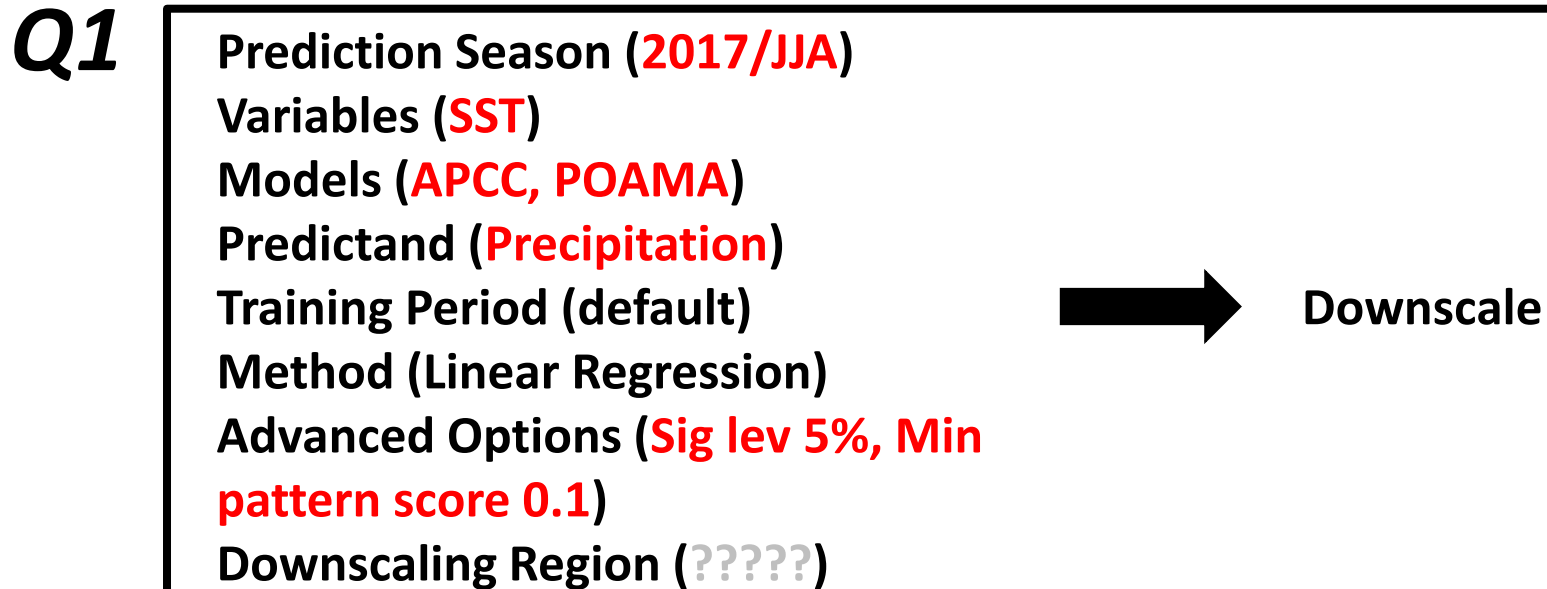 Q1
Prediction Season (2017/JJA)
Variables (SST)
Models (APCC, POAMA)
Predictand (Precipitation)
Training Period (default)
Downscale
Method (Linear Regression)
Advanced Options (Sig lev 5%, Min
pattern score 0.1)
Downscaling Region (?????)